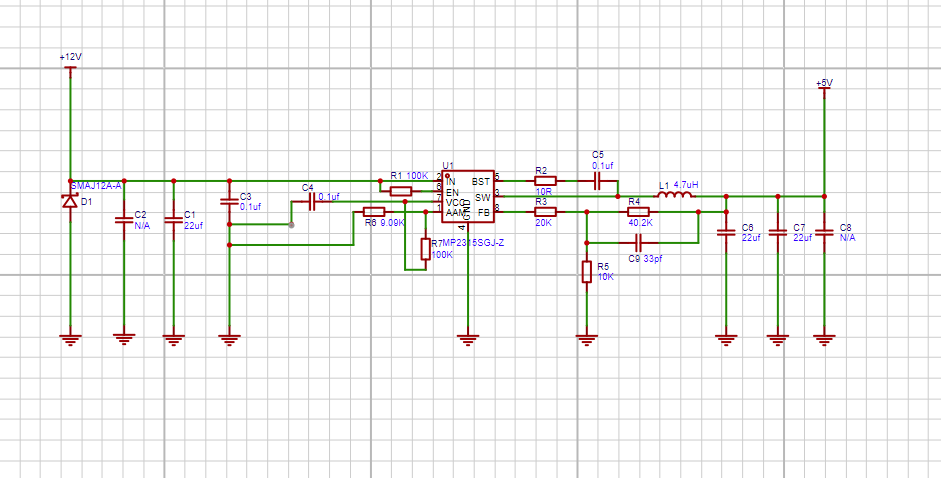 +12V
+5V
SMAJ12A-A
D1
C2
N/A
C1
22uf
C3
0.1uf
C4
0.1uf
R1 100K
R6 9.09K
R7
100K
U1
2
IN
6
EN
7
VCC
1
AAM
GND
4
BST
5
SW
3
FB
8
MP2315SGJ-Z
R2
10R
C5
0.1uf
R3
20K
R4
40.2K
L1 4.7uH
C9 33pf
R5
10K
C6
22uf
C7
22uf
C8
N/A